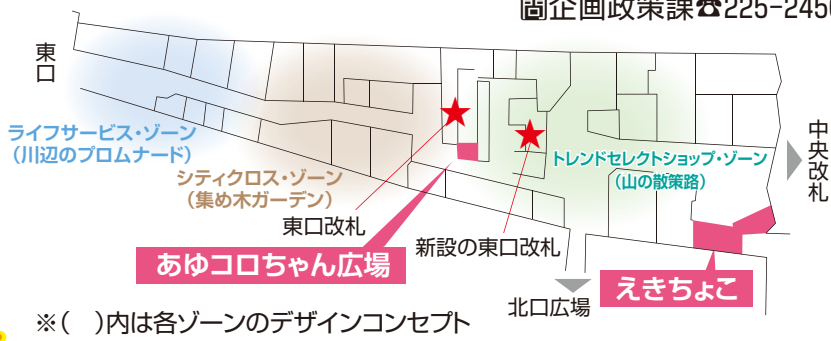 問企画政策課☎225-2450
東口
ライフサービス・ゾーン
（川辺のプロムナード）
シティクロス・ゾーン
（集め木ガーデン）
トレンドセレクトショップ・ゾーン
（山の散策路）
中央改札
東口改札
新設の東口改札
あゆコロちゃん広場
えきちょこ
北口広場
※（　）内は各ゾーンのデザインコンセプト